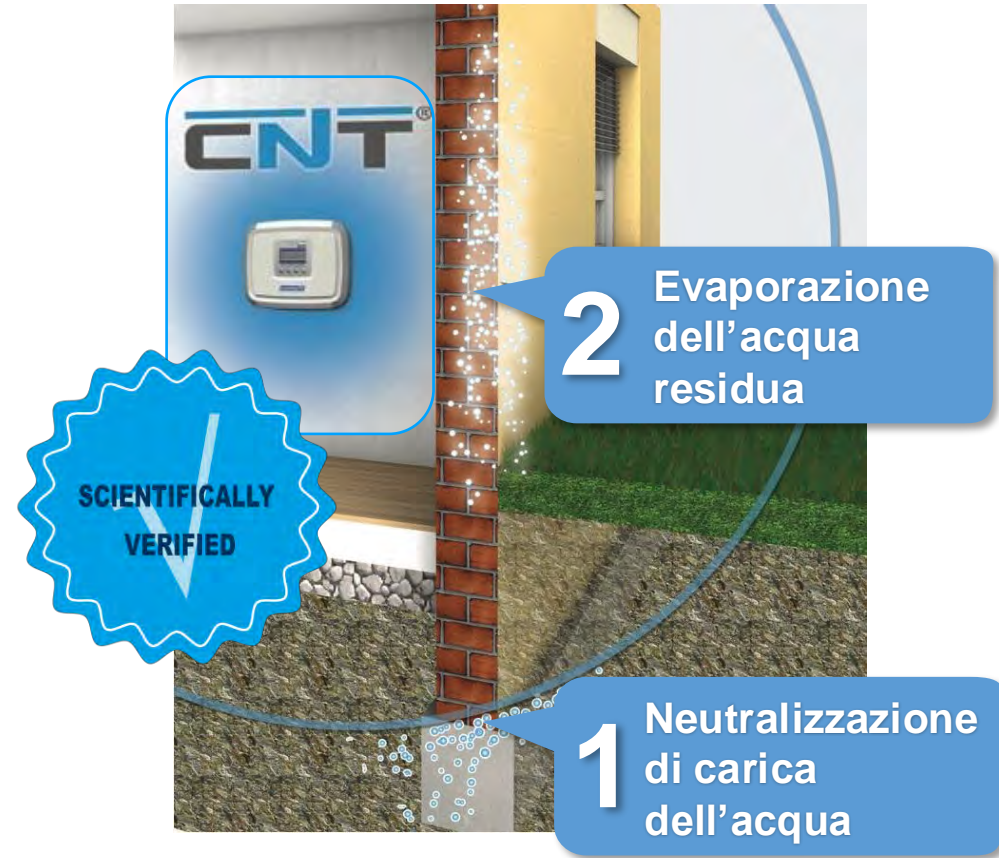 CNT®
2
Evaporazione
dell’acqua
residua
SCIENTIFICALLY
VERIFIED
1
Neutralizzazione
di carica
dell’acqua